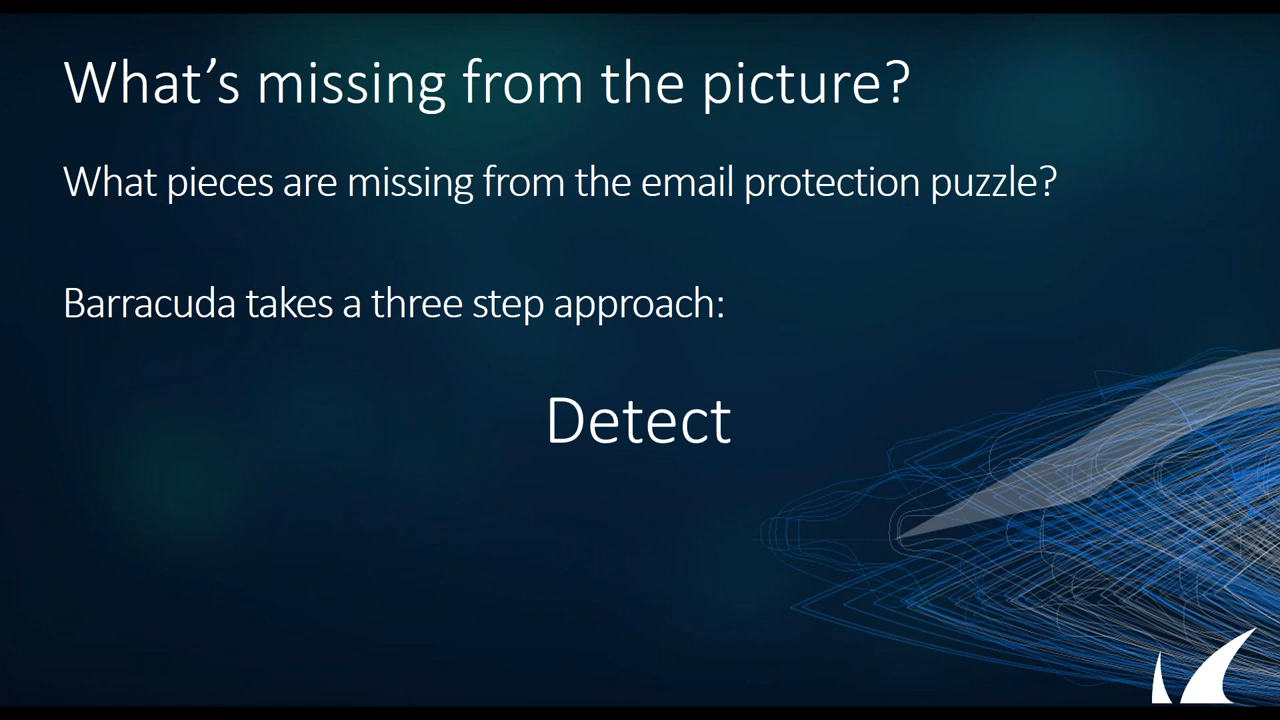 What’s missing from the picture?
What pieces are missing from the email protection puzzle?
Barracuda takes a three step approach:
Detect